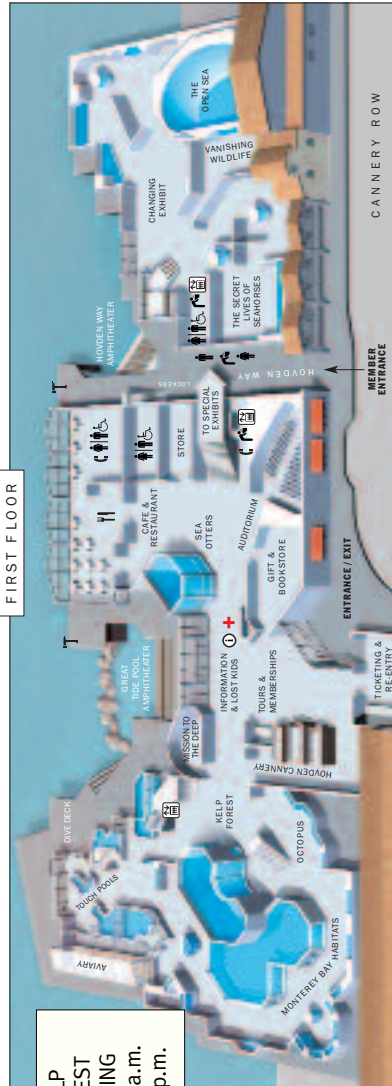 FIRST FLOOR
THE
OPEN SEA
VANISHING
WILDLIFE
CHANGING
EXHIBIT
THE SECRET
LIVES OF
SEAHORSES
CANNERY ROW
HOVDEN WAY
AMPHITHEATER
LOCKERS
HOVDEN WAY
MEMBER
ENTRANCE
TO SPECIAL
EXHIBITS
STORE
CAFE &
RESTAURANT
SEA
OTTERS
AUDITORIUM
GIFT &
BOOKSTORE
ENTRANCE / EXIT
GREAT
TIDE POOL
AMPHITHEATER
INFORMATION
& LOST KIDS
i
TOURS &
MEMBERSHIPS
TICKETING &
RE-ENTRY
MISSION TO
THE DEEP
HOVDEN CANNERY
DIVE DECK
TOUCH POOLS
AVIARY
KELP
FOREST
OCTOPUS
MONTEREY BAY HABITATS
LP
EST
ING
a.m.
p.m.